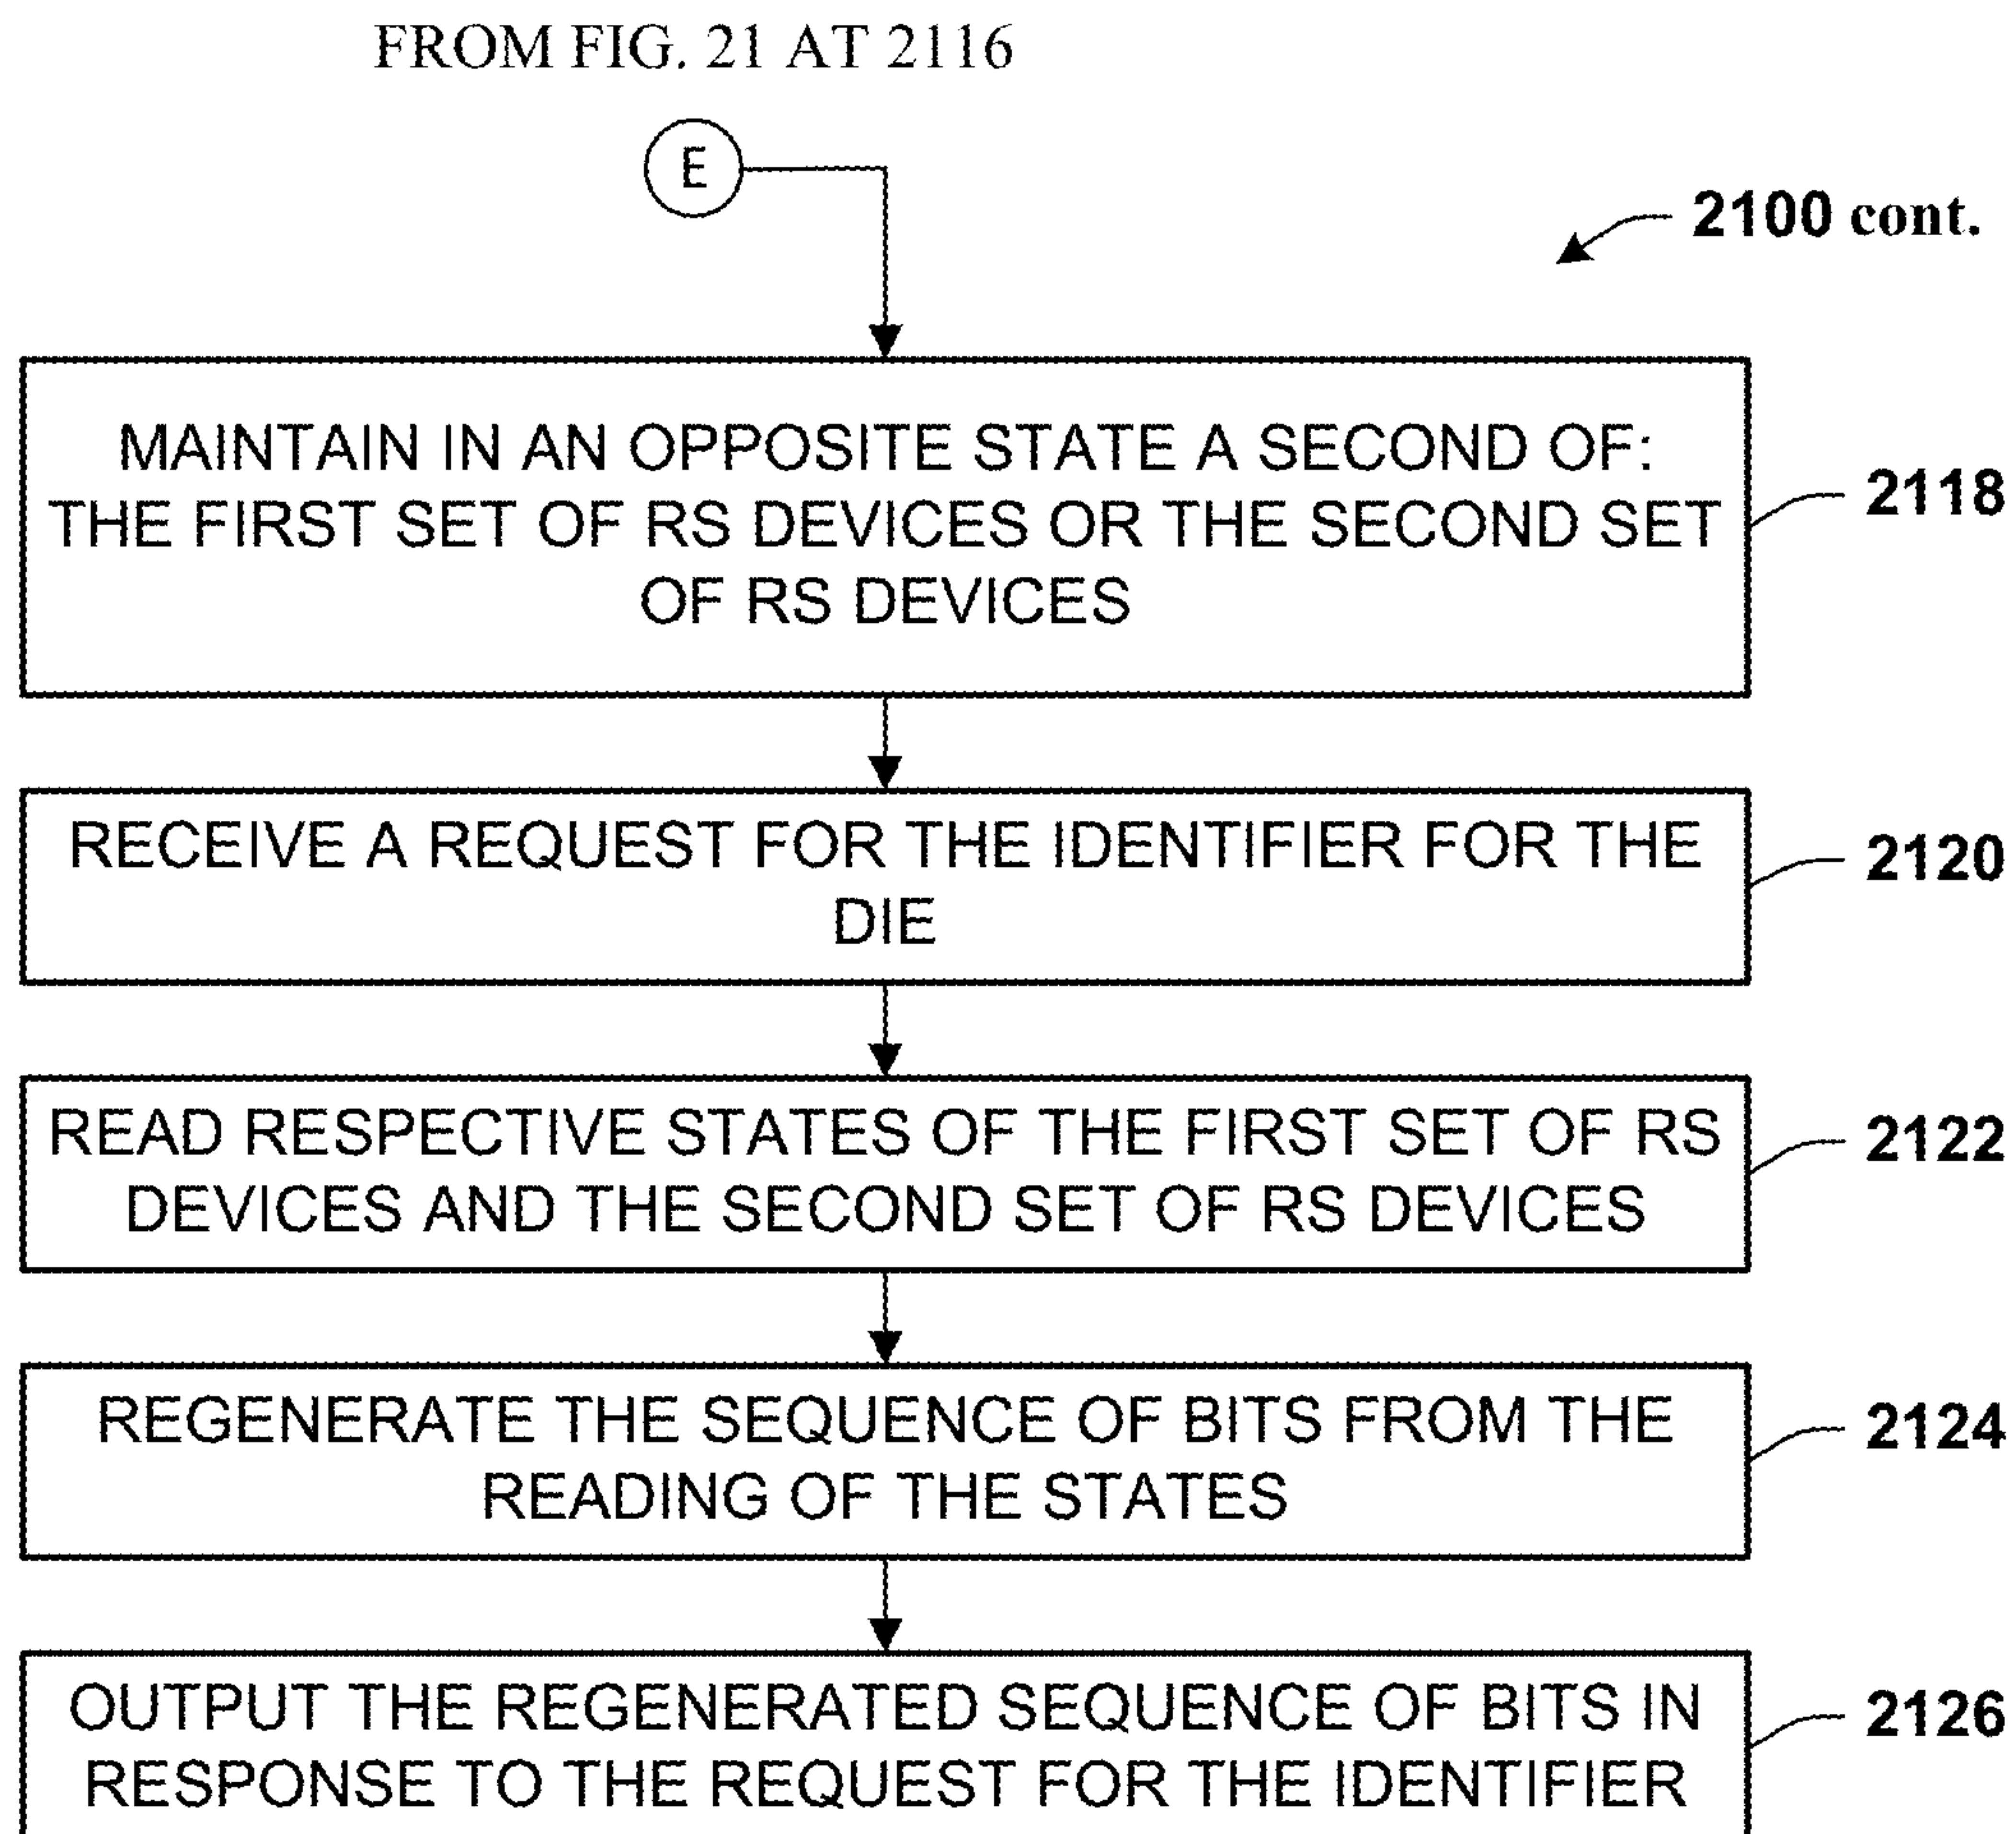 FROM FIG. 21 AT 2116
E
2100 cont.
MAINTAIN IN AN OPPOSITE STATE A SECOND OF:
THE FIRST SET OF RS DEVICES OR THE SECOND SET
OF RS DEVICES
2118
RECEIVE A REQUEST FOR THE IDENTIFIER FOR THE
DIE
2120
READ RESPECTIVE STATES OF THE FIRST SET OF RS
DEVICES AND THE SECOND SET OF RS DEVICES
2122
REGENERATE THE SEQUENCE OF BITS FROM THE
READING OF THE STATES
2124
OUTPUT THE REGENERATED SEQUENCE OF BITS IN
RESPONSE TO THE REQUEST FOR THE IDENTIFIER
2126